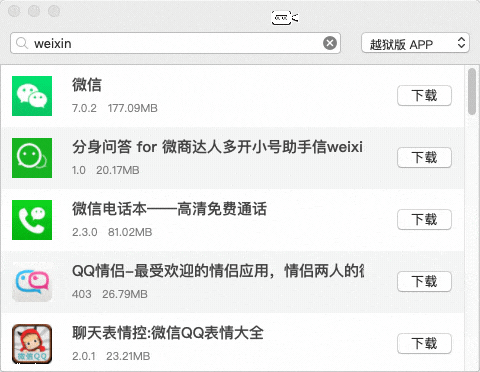 weixin
越狱版 APP
微信
7.0.2 177.09MB
下载
分身问答 for 微商达人多开小号助手信weixi
1.0 20.17MB
下载
微信电话本——高清免费通话
2.3.0 81.02MB
下载
QQ情侣-最受欢迎的情侣应用，情侣两人的
403 26.79MB
下载
聊天表情控:微信QQ表情大全
2.0.1 23.21MB
下载
微信QQ